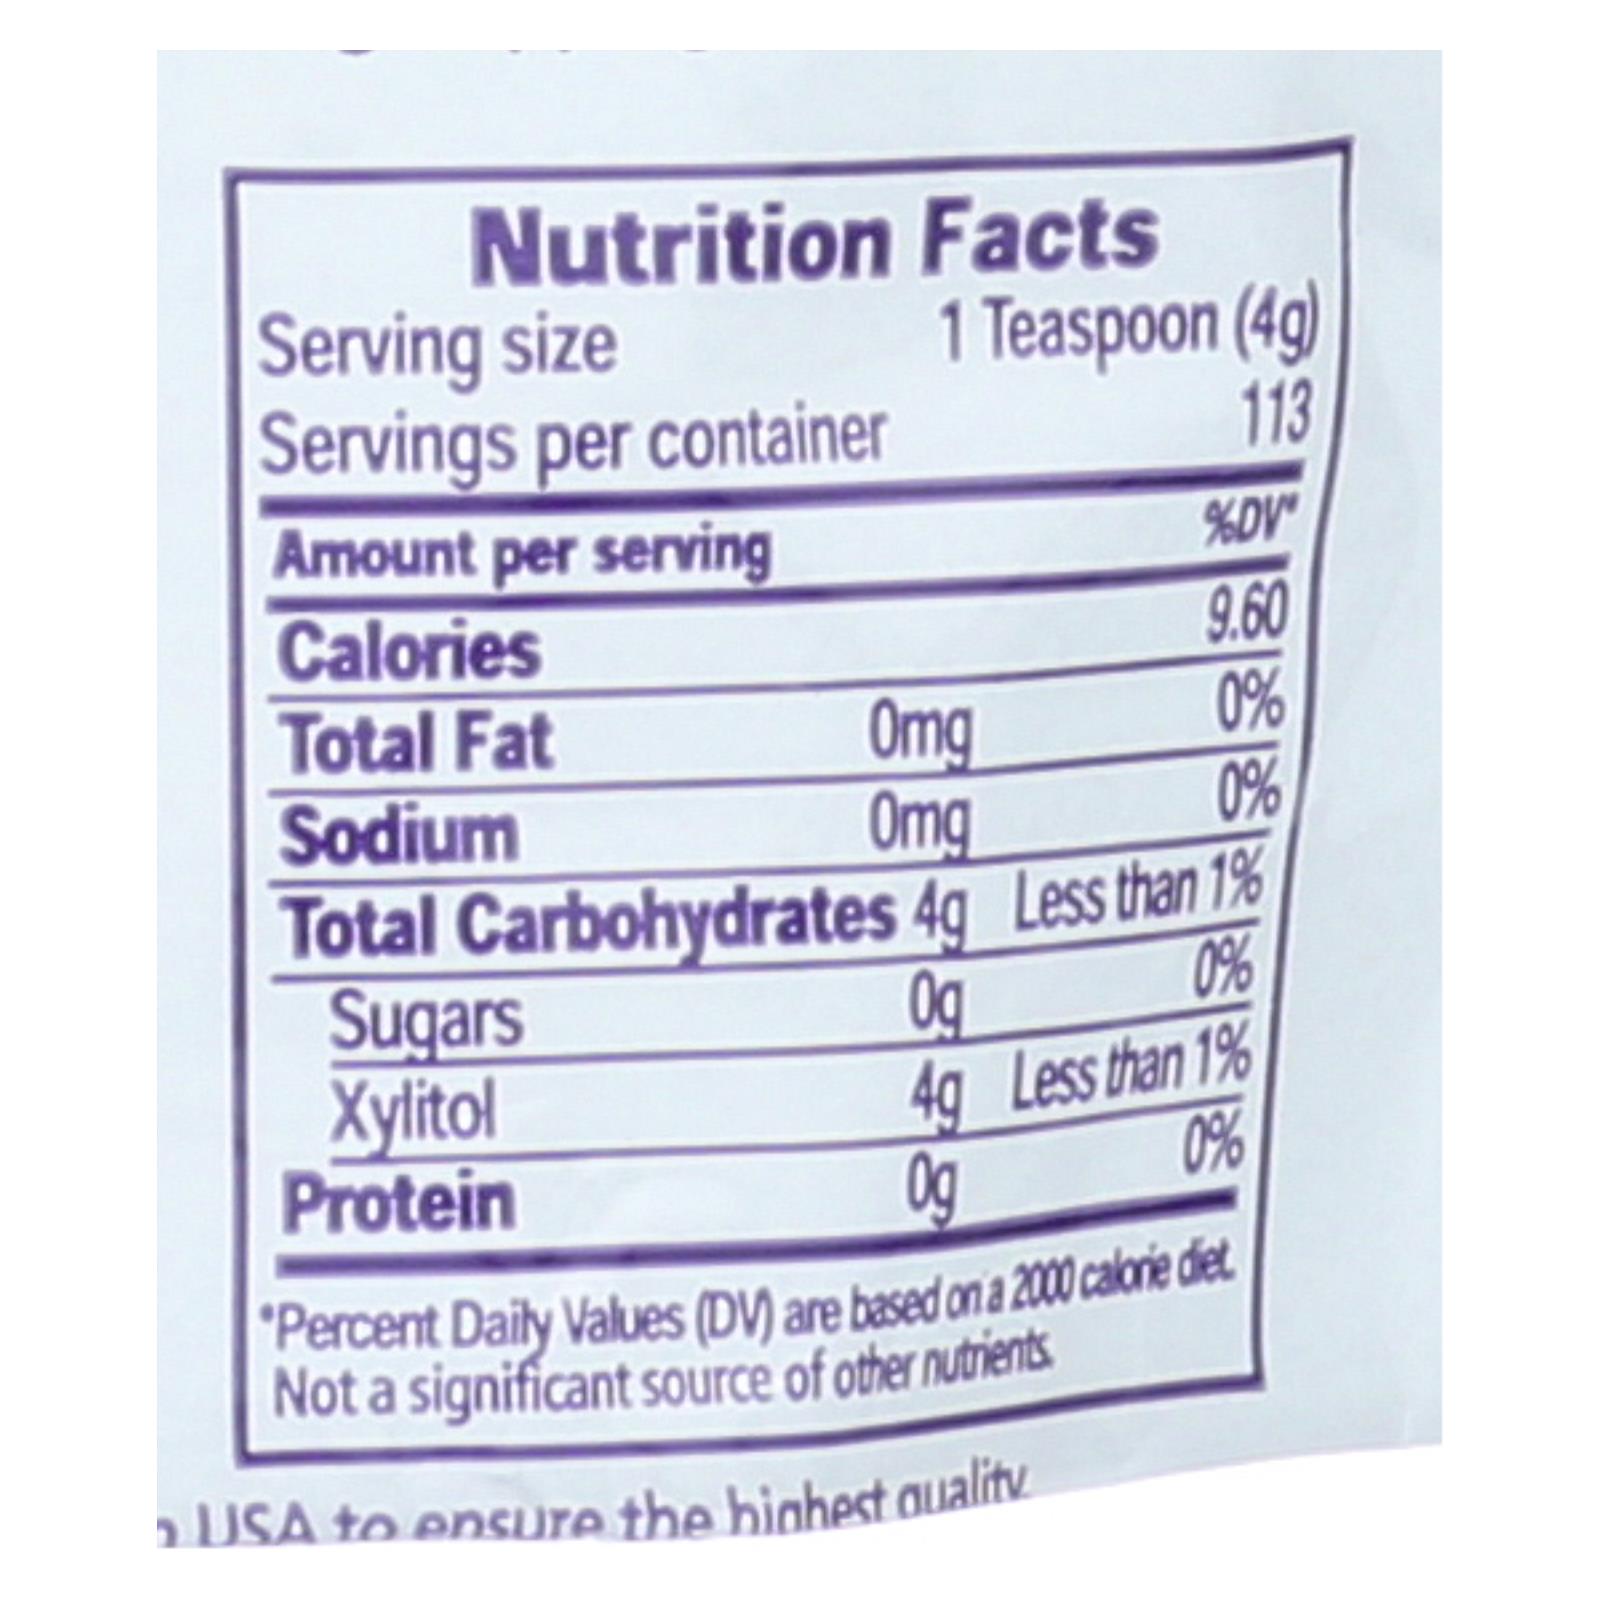 Nutrition Facts
Serving size 1 Teaspoon (4g)
Servings per container 113
Amount per serving %DV*
Calories 9.60
Total Fat 0mg 0%
Sodium 0mg 0%
Total Carbohydrates 4g Less than 1%
Sugars 0g 0%
Xylitol 4g Less than 1%
Protein 0g 0%
*Percent Daily Values (DV) are based on a 2000 calorie diet.
Not a significant source of other nutrients.
USA to ensure the highest quality